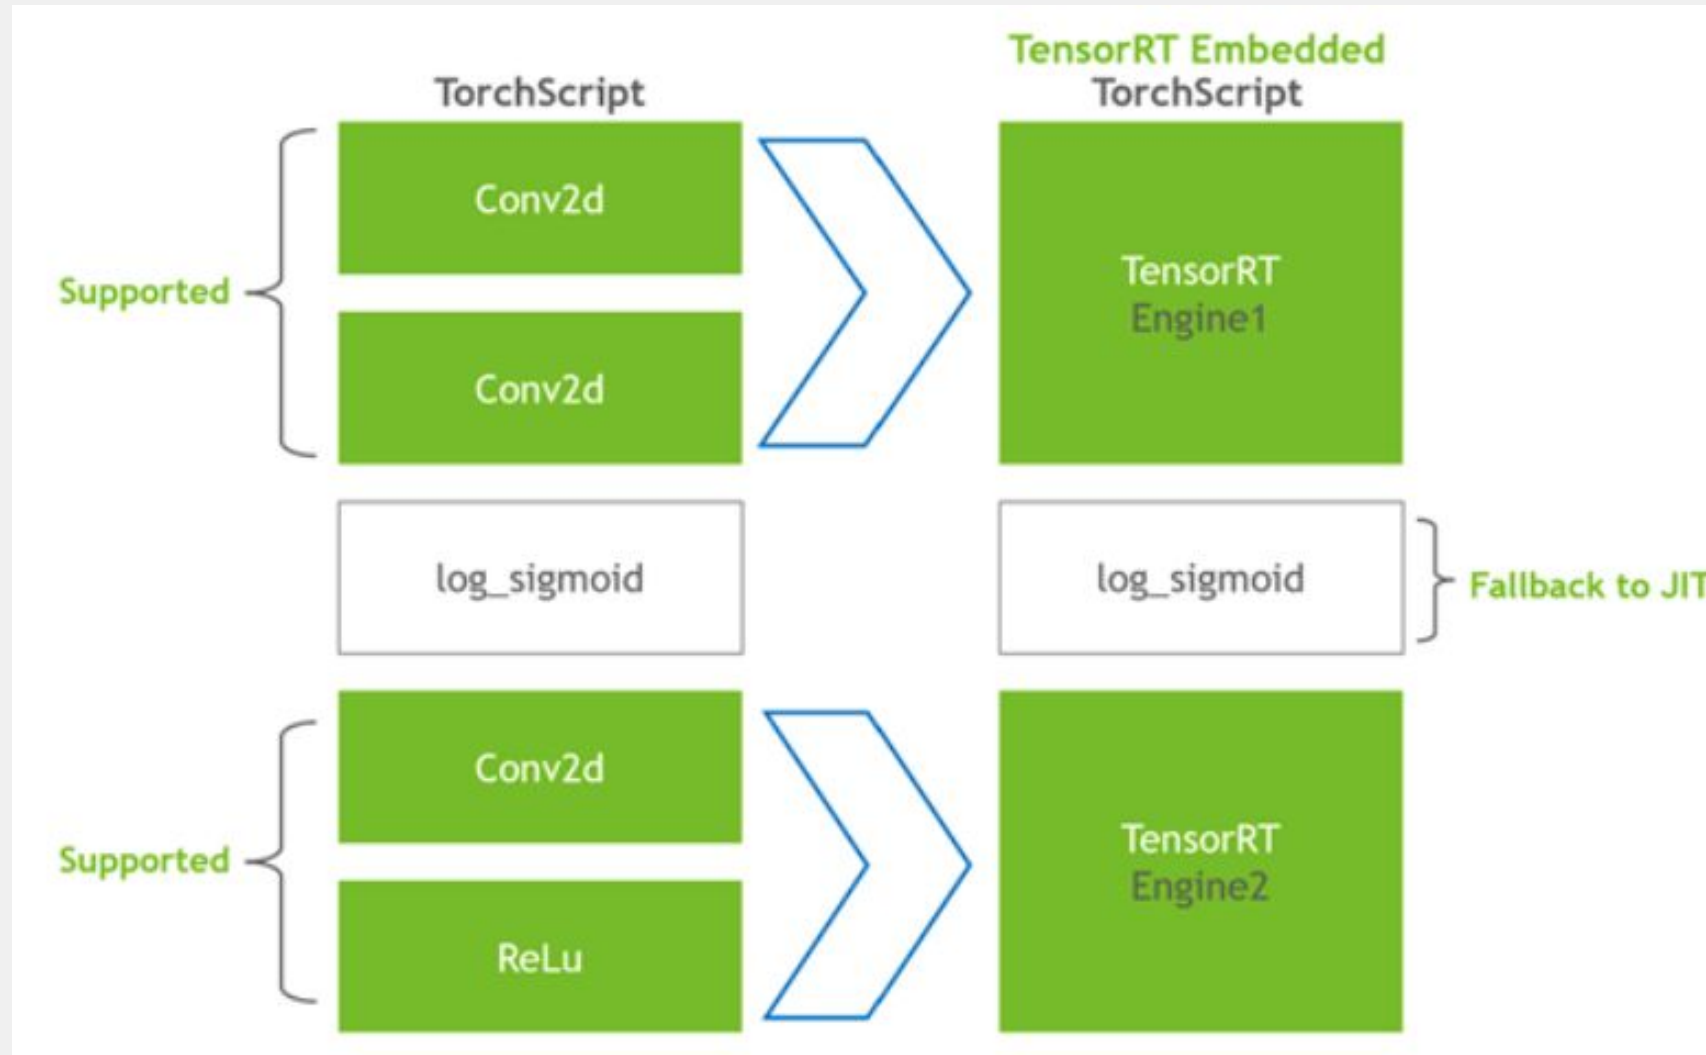 TorchScript
TensorRT Embedded
TorchScript
Supported
Conv2d
Conv2d
TensorRT
Engine1
log_sigmoid
log_sigmoid
Fallback to JIT
Supported
Conv2d
ReLu
TensorRT
Engine2